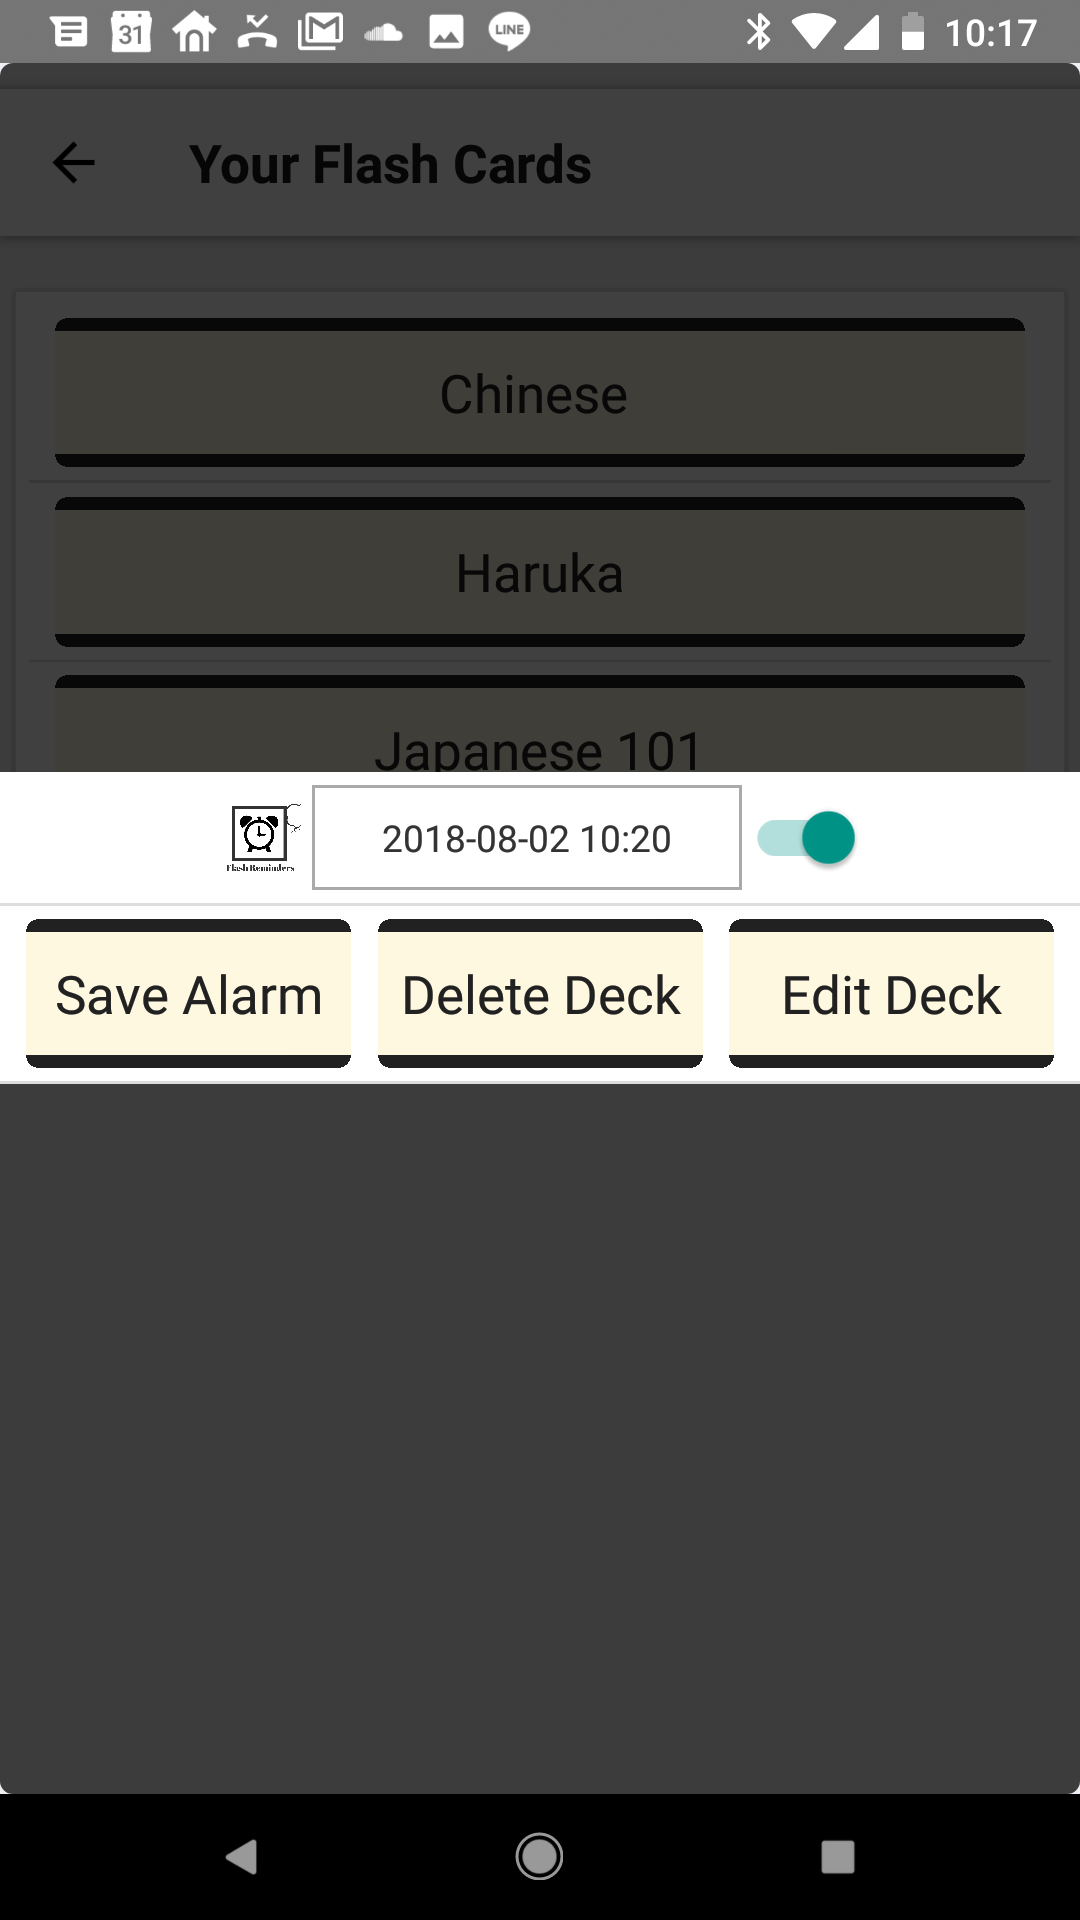 31 LINE 10:17
Your Flash Cards
Chinese
Haruka
Japanese 101
2018-08-02 10:20
Flash Reminders
Save Alarm Delete Deck Edit Deck